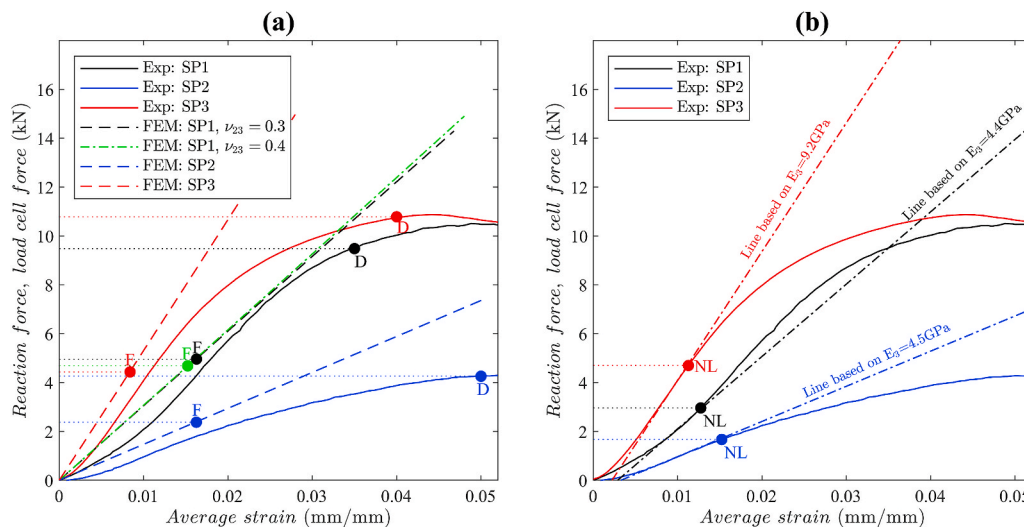 (a)
Reaction force, load cell force (kN)
16
14
12
10
8
6
4
2
0
Exp: SP1
Exp: SP2
Exp: SP3
FEM: SP1, ν23 = 0.3
FEM: SP1, ν23 = 0.4
FEM: SP2
FEM: SP3
D
D
F
F
F
F
D
0
0.01
0.02
0.03
0.04
0.05
Average strain (mm/mm)
(b)
Reaction force, load cell force (kN)
16
14
12
10
8
6
4
2
0
Exp: SP1
Exp: SP2
Exp: SP3
Line based on E3=9.2GPa
Line based on E3=4.4GPa
Line based on E3=4.5GPa
NL
NL
NL
0
0.01
0.02
0.03
0.04
0.05
Average strain (mm/mm)